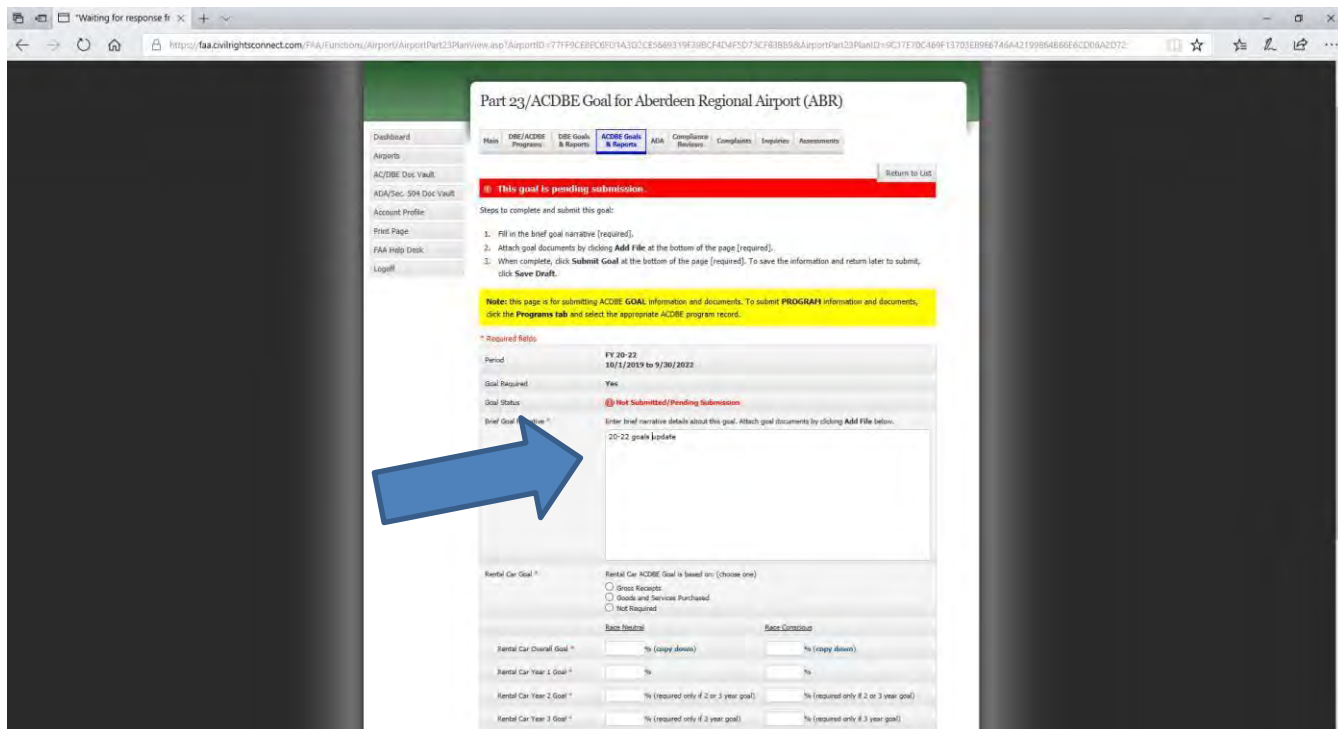 "Waiting for response fr
Part 23/ACDBE Goal for Aberdeen Regional Airport (ABR)
Dashboard
Airports
AC/DBE Doc Vault
ADA/Sec. 504 Doc Vault
Account Profile
Print Page
FAA Help Desk
Logoff
Main DBE/ACDBE Programs DBE Goals & Reports ACDBE Goals & Reports ADA Compliance Reviews Complaints Inquiries Assessments
Return to List
This goal is pending submission.
Steps to complete and submit this goal:
1. Fill in the brief goal narrative [required].
2. Attach goal documents by clicking Add File at the bottom of the page [required].
3. When complete, click Submit Goal at the bottom of the page [required]. To save the information and return later to submit,
click Save Draft.
Note: this page is for submitting ACDBE GOAL information and documents. To submit PROGRAM information and documents,
click the Programs tab and select the appropriate ACDBE program record.
* Required fields
Period FY 20-22
10/1/2019 to 9/30/2022
Goal Required Yes
Goal Status Not Submitted/Pending Submission
Brief Goal * Enter brief narrative details about this goal. Attach goal documents by clicking Add File below.
20-22 goals update
Rental Car Goal * Rental Car ACDBE Goal is based on: (choose one)
Gross Receipts
Goods and Services Purchased
Not Required
Race Neutral Race Conscious
Rental Car Overall Goal * % (copy down) % (copy down)
Rental Car Year 1 Goal * % %
Rental Car Year 2 Goal * % (required only if 2 or 3 year goal) % (required only if 2 or 3 year goal)
Rental Car Year 3 Goal * % (required only if 3 year goal) % (required only if 3 year goal)